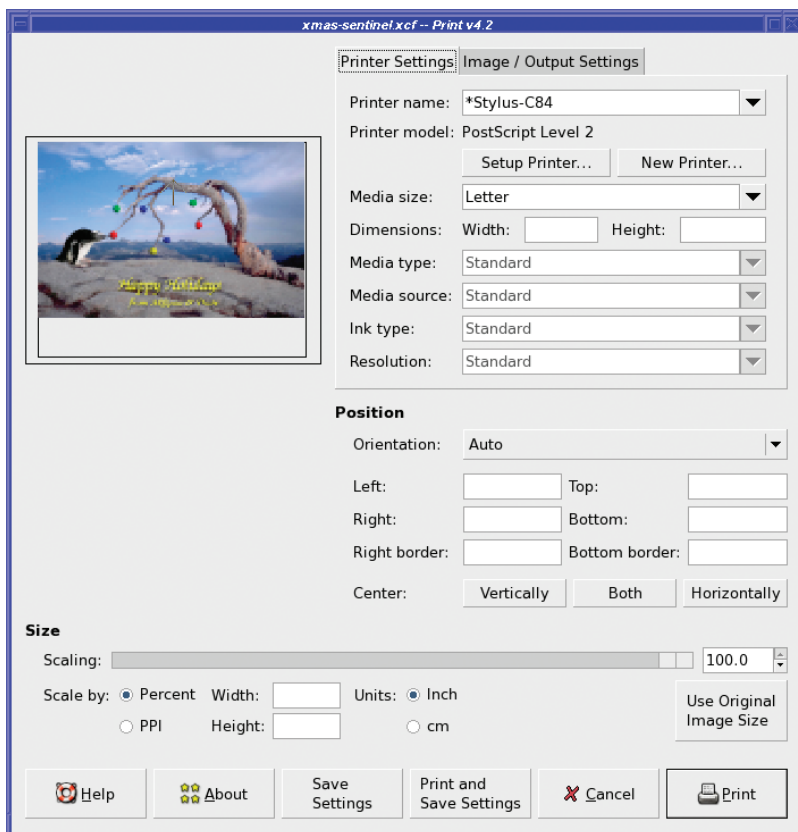 xmas-sentinel.xcf -- Print v4.2
Printer Settings
Image / Output Settings
Printer name: *Stylus-C84
Printer model: PostScript Level 2
Setup Printer... New Printer...
Media size: Letter
Dimensions: Width: Height:
Media type: Standard
Media source: Standard
Ink type: Standard
Resolution: Standard
Happy Holidays
Position
Orientation: Auto
Left: Top:
Right: Bottom:
Right border: Bottom border:
Center: Vertically Both Horizontally
Size
Scaling: 100.0
Scale by: Percent Width: Units: Inch
PPI Height: cm
Use Original
Image Size
Help
About
Save
Settings
Print and
Save Settings
Cancel
Print